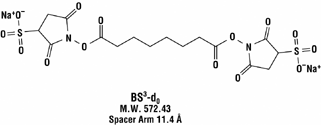 Na⁺O⁻ O O O⁻Na⁺
O S N O O N S O
O O O O O O
BS³-d₀
M.W. 572.43
Spacer Arm 11.4 Å